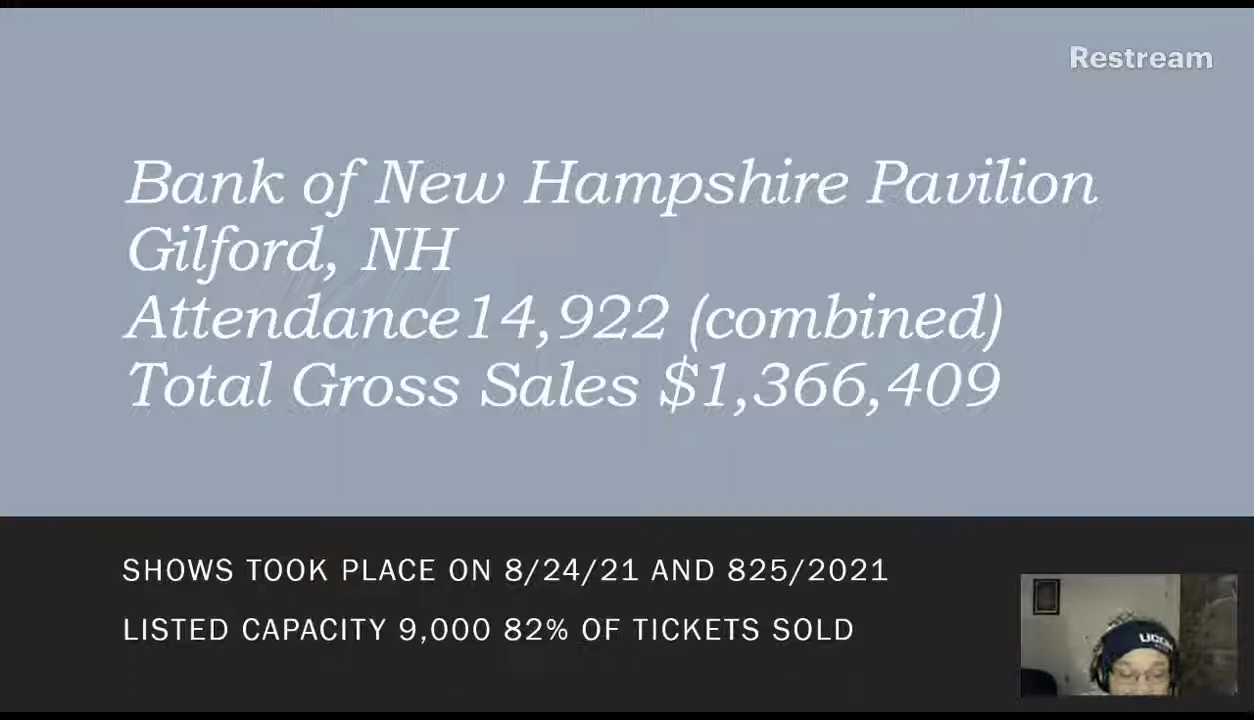 Restream
Bank of New Hampshire Pavilion
Gilford, NH
Attendance14,922 (combined)
Total Gross Sales $1,366,409
SHOWS TOOK PLACE ON 8/24/21 AND 825/2021
LISTED CAPACITY 9,000 82% OF TICKETS SOLD